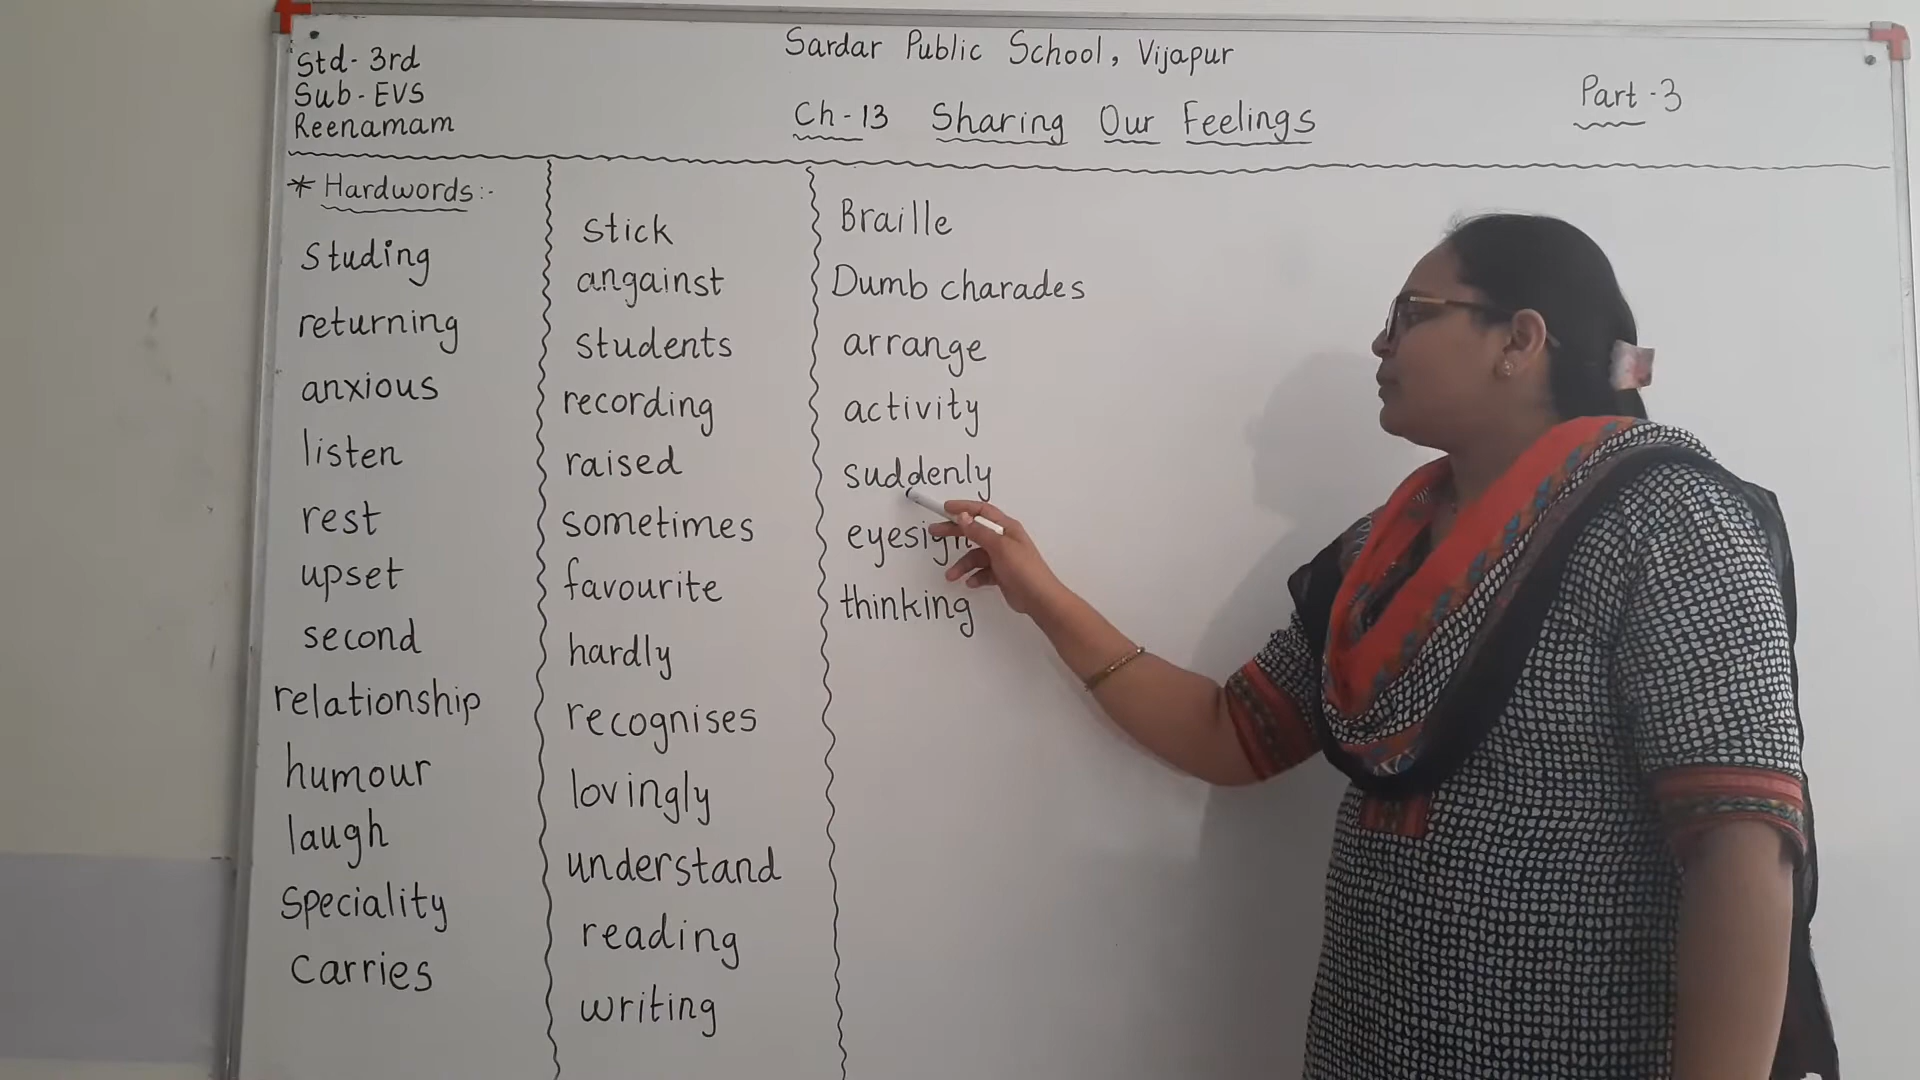 Std- 3rd
Sub- EVS
Reenamam
Sardar Public School, Vijapur
Ch-13 Sharing Our Feelings
Part-3
* Hardwords:-
Studing
returning
anxious
listen
rest
upset
second
relationship
humour
laugh
Speciality
Carries
stick
angainst
students
recording
raised
sometimes
favourite
hardly
recognises
lovingly
understand
reading
writing
Braille
Dumb charades
arrange
activity
suddenly
thinking